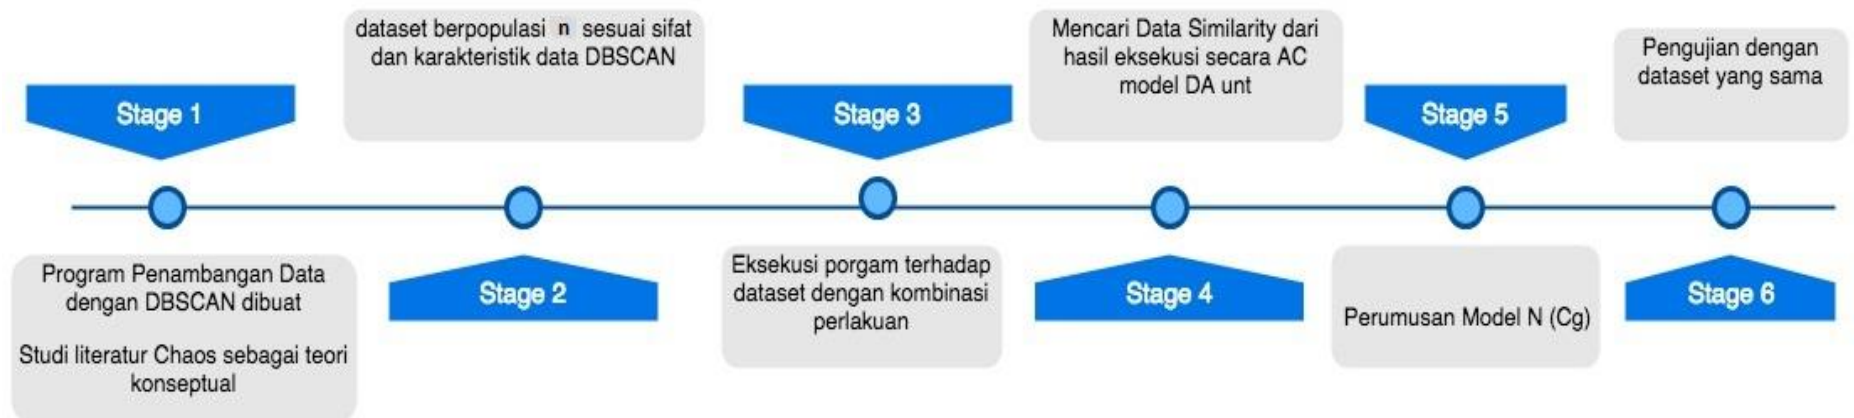 Stage 1
Program Penambangan Data
dengan DBSCAN dibuat
Studi literatur Chaos sebagai teori
konseptual
dataset berpopulasi n sesuai sifat
dan karakteristik data DBSCAN
Stage 2
Stage 3
Eksekusi porgam terhadap
dataset dengan kombinasi
perlakuan
Mencari Data Similarity dari
hasil eksekusi secara AC
model DA unt
Stage 4
Stage 5
Perumusan Model N (Cg)
Pengujian dengan
dataset yang sama
Stage 6